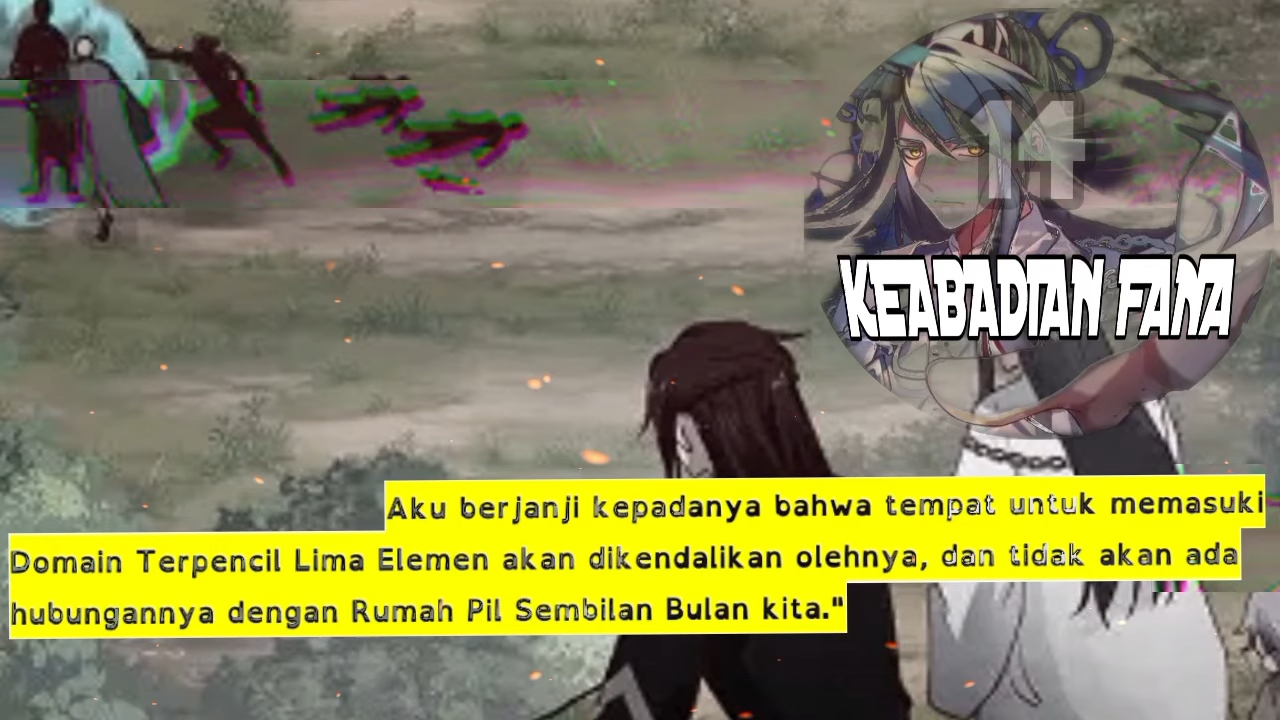 14
KEABADIAN FANA
Aku berjanji kepadanya bahwa tempat untuk memasuki
Domain Terpencil Lima Elemen akan dikendalikan olehnya, dan tidak akan ada
hubungannya dengan Rumah Pil Sembilan Bulan kita."